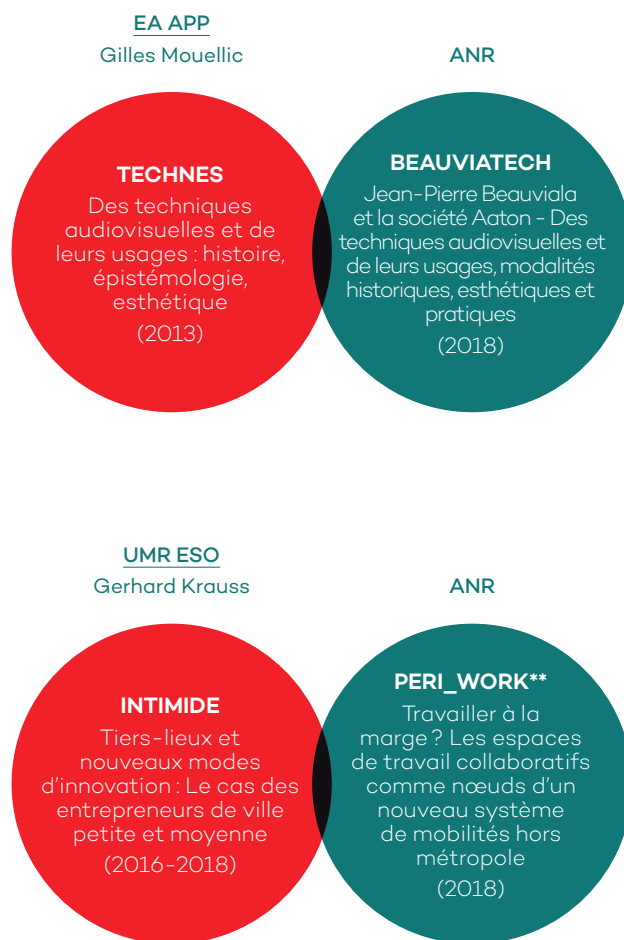 EA APP
Gilles Mouellic
ANR
TECHNES
Des techniques
audiovisuelles et de
leurs usages : histoire,
épistémologie,
esthétique
(2013)
BEAUVIATECH
Jean-Pierre Beauviala
et la société Aaton - Des
techniques audiovisuelles et
de leurs usages, modalités
historiques, esthétiques et
pratiques
(2018)
UMR ESO
Gerhard Krauss
ANR
INTIMIDE
Tiers-lieux et
nouveaux modes
d'innovation : Le cas des
entrepreneurs de ville
petite et moyenne
(2016-2018)
PERI_WORK**
Travailler à la
marge ? Les espaces
de travail collaboratifs
comme nœuds d'un
nouveau système
de mobilités hors
métropole
(2018)